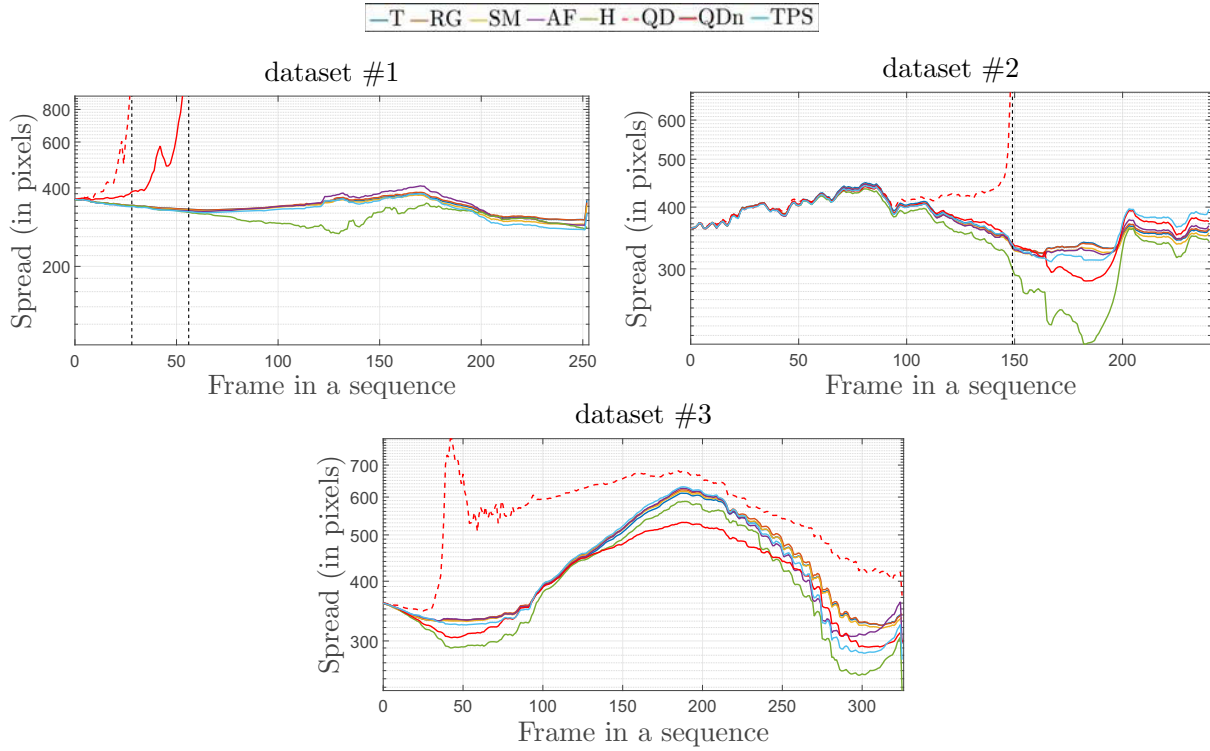 T RG SM AF H QD QDn TPS
dataset #1
Spread (in pixels)
800
600
400
200
0 50 100 150 200 250
Frame in a sequence
dataset #2
Spread (in pixels)
600
500
400
300
0 50 100 150 200
Frame in a sequence
dataset #3
Spread (in pixels)
700
600
500
400
300
0 50 100 150 200 250 300
Frame in a sequence